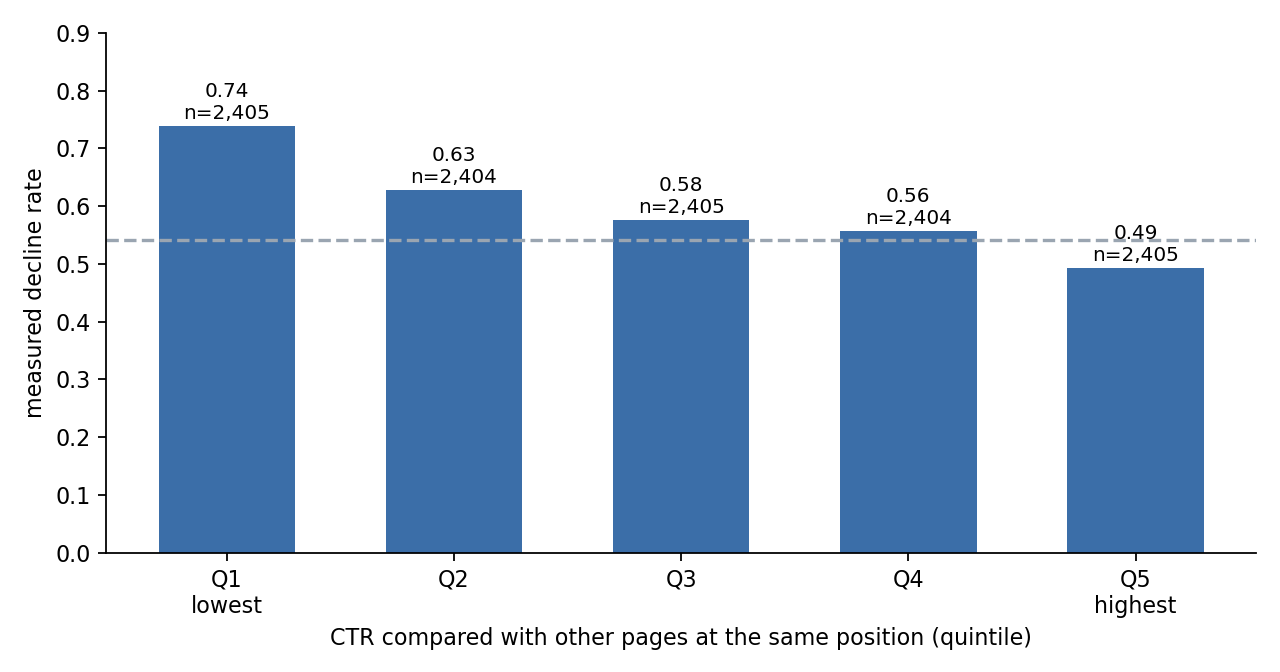 measured decline rate
0.9
0.8
0.7
0.6
0.5
0.4
0.3
0.2
0.1
0.0
0.74
n=2,405
0.63
n=2,404
0.58
n=2,405
0.56
n=2,404
0.49
n=2,405
Q1
lowest
Q2
Q3
Q4
Q5
highest
CTR compared with other pages at the same position (quintile)